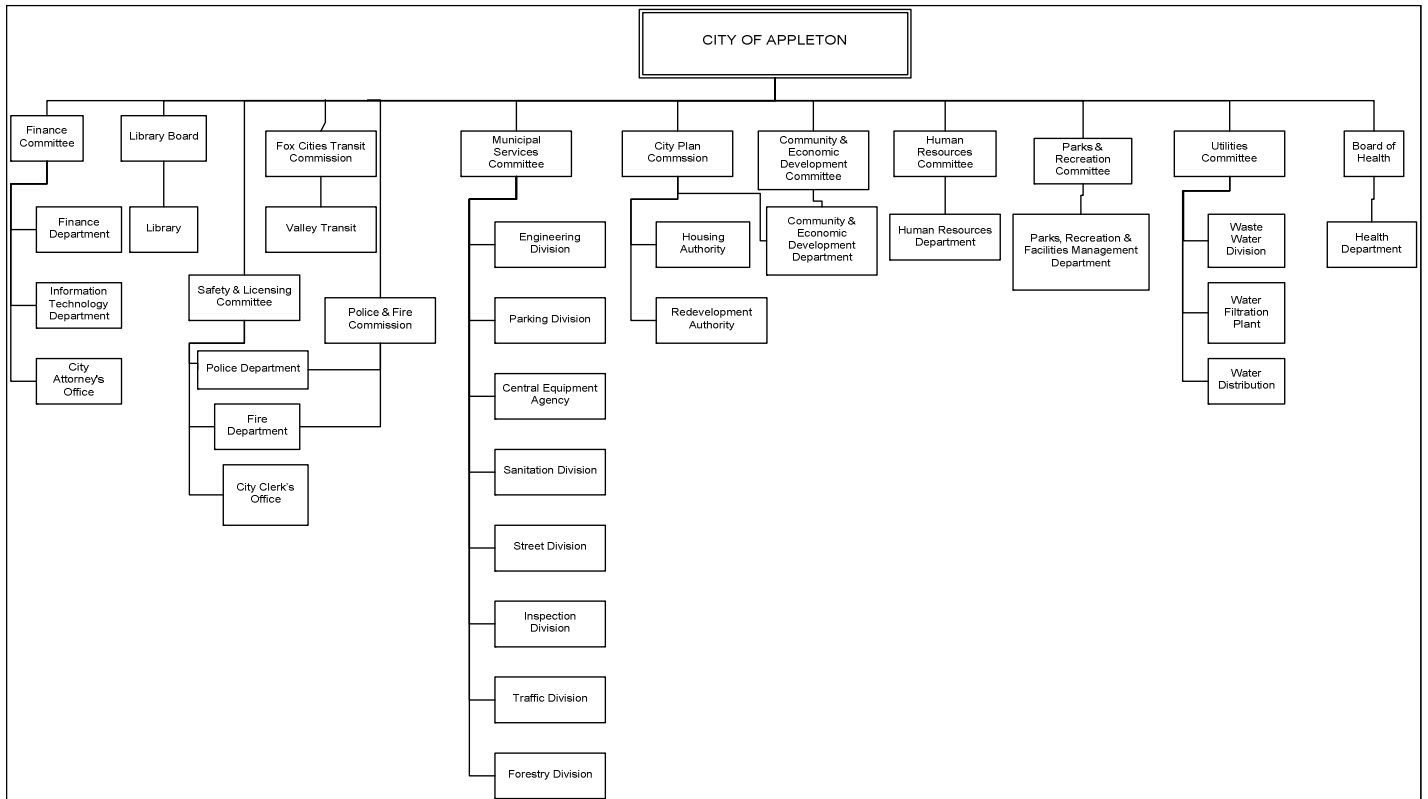 CITY OF APPLETON
Finance
Committee
Library Board
Fox Cities Transit
Commission
Municipal
Services
Committee
City Plan
Commssion
Community &
Economic
Development
Committee
Human
Resources
Committee
Parks &
Recreation
Committee
Utilities
Committee
Board of
Health
Finance
Department
Library
Valley Transit
Engineering
Division
Housing
Authority
Community &
Economic
Development
Department
Human Resources
Department
Parks, Recreation &
Facilities Management
Department
Waste
Water
Division
Health
Department
Information
Technology
Department
Safety & Licensing
Committee
Police & Fire
Commission
Parking Division
Redevelopment
Authority
Water
Filtration
Plant
City
Attorney's
Office
Police Department
Central Equipment
Agency
Water
Distribution
Fire
Department
City Clerk's
Office
Sanitation Division
Street Division
Inspection
Division
Traffic Division
Forestry Division